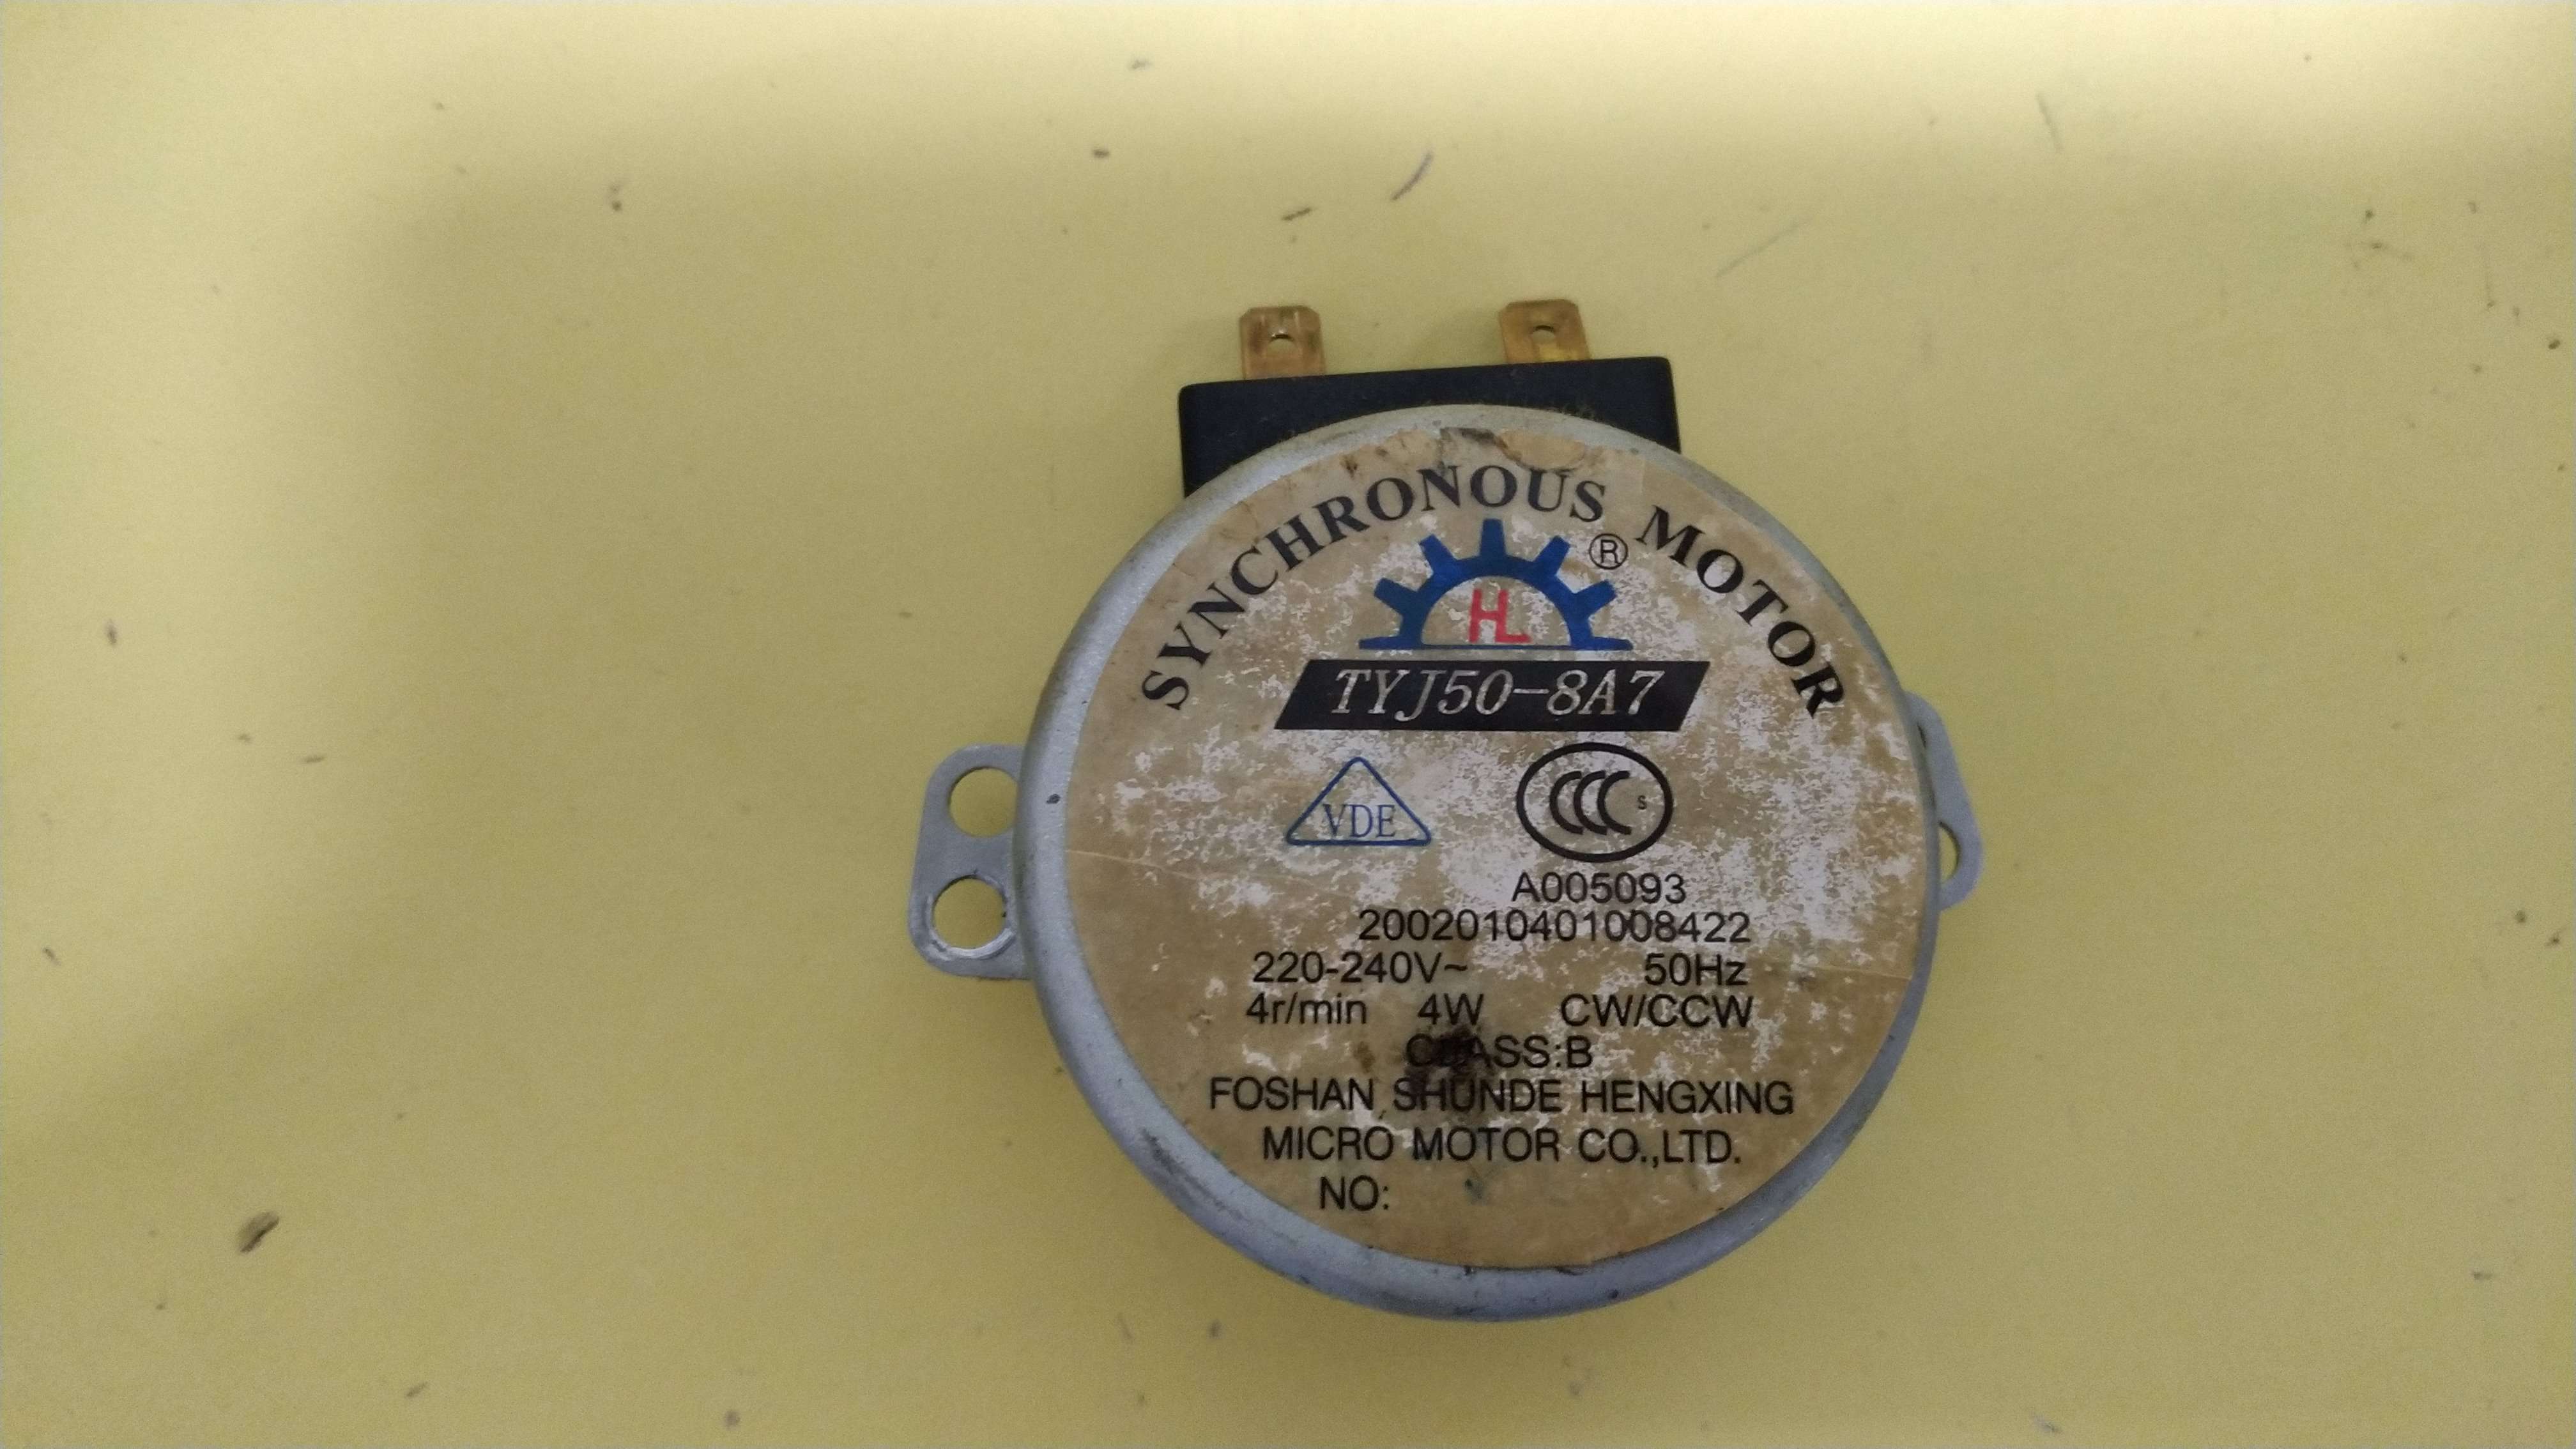 SYNCHRONOUS MOTOR
®
HL
TYJ50-8A7
VDE
CCC S
A005093
2002010401008422
220-240V~ 50Hz
4r/min 4W CW/CCW
CLASS:B
FOSHAN SHUNDE HENGXING
MICRO MOTOR CO.,LTD.
NO: